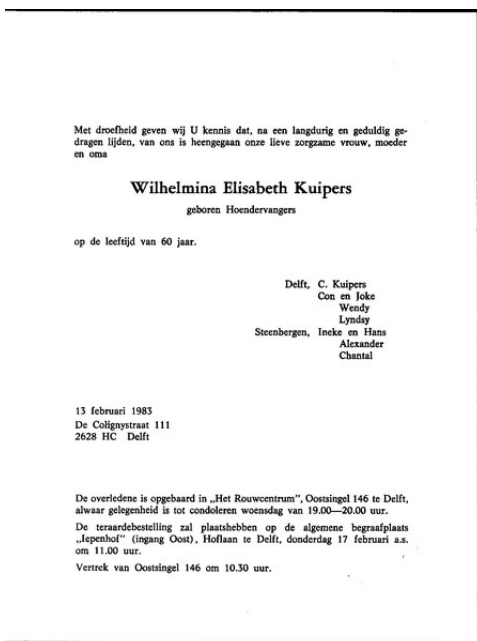 Met droefheid geven wij U kennis dat, na een langdurig en geduldig ge-
dragen lijden, van ons is heengegaan onze lieve zorgzame vrouw, moeder
en oma
Wilhelmina Elisabeth Kuipers
geboren Hoendervangers
op de leeftijd van 60 jaar.
Delft, C. Kuipers
Con en Joke
Wendy
Lyndsy
Steenbergen, Ineke en Hans
Alexander
Chantal
13 februari 1983
De Colignystraat 111
2628 HC Delft
De overledene is opgebaard in „Het Rouwcentrum”, Oostsingel 146 te Delft,
alwaar gelegenheid is tot condoleren woensdag van 19.00—20.00 uur.
De teraardebestelling zal plaatshebben op de algemene begraafplaats
„Iepenhof” (ingang Oost), Hoflaan te Delft, donderdag 17 februari a.s.
om 11.00 uur.
Vertrek van Oostsingel 146 om 10.30 uur.